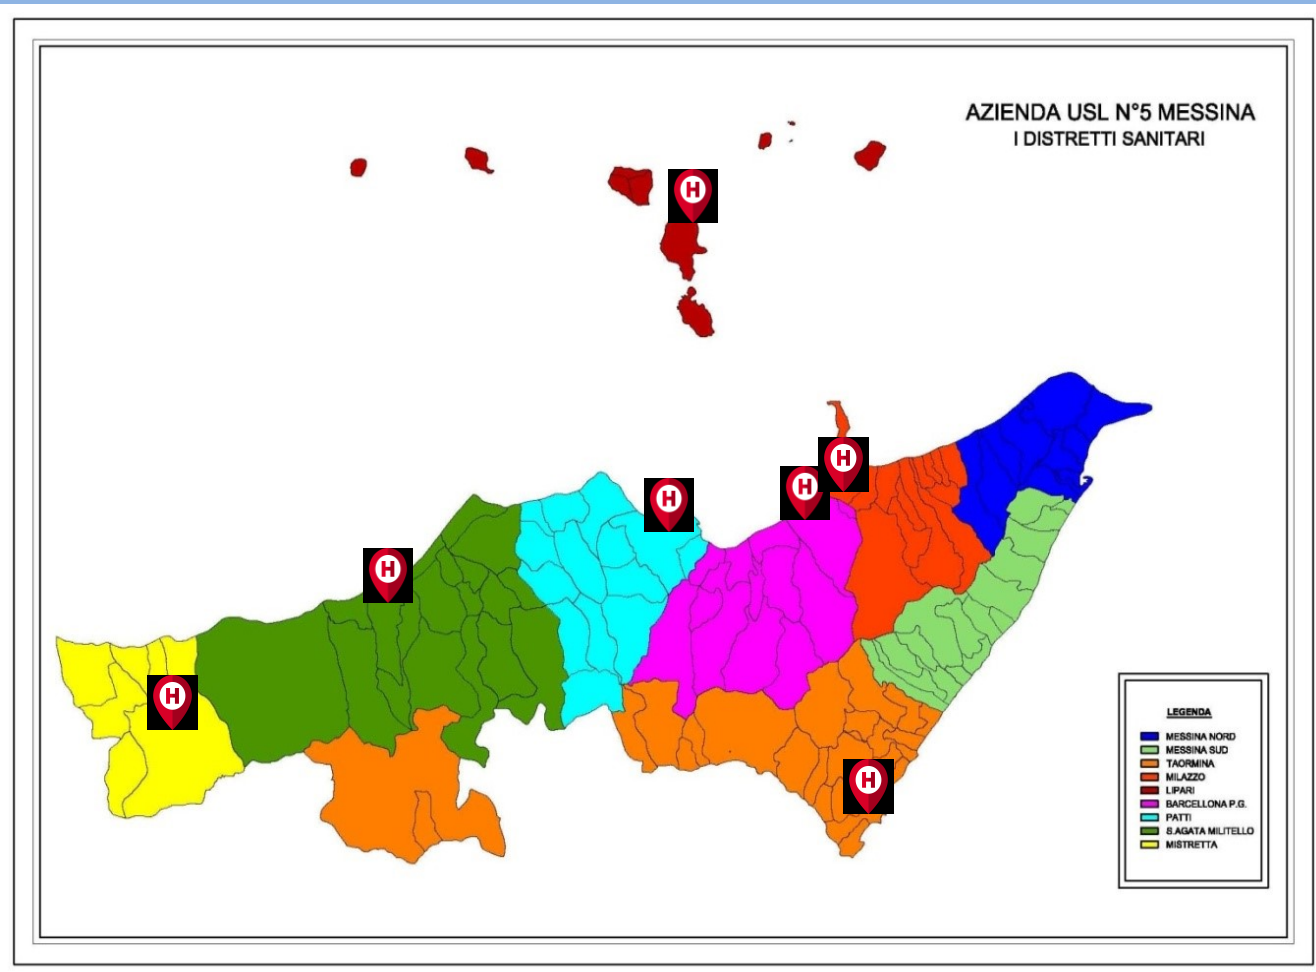 AZIENDA USL N°5 MESSINA
I DISTRETTI SANITARI
H
H
H
H
H
H
H
LEGENDA
MESSINA NORD
MESSINA SUD
TAORMINA
MILAZZO
LIPARI
BARCELLONA P.G.
PATTI
S.AGATA MILITELLO
MISTRETTA